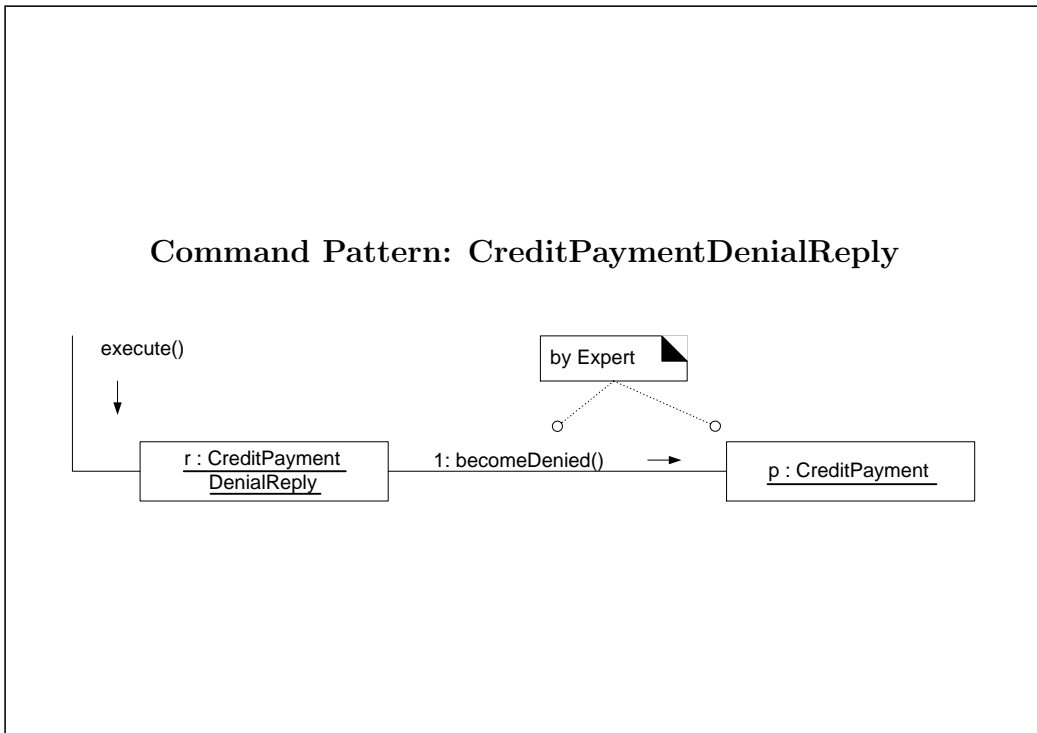 Command Pattern: CreditPaymentDenialReply
execute()
by Expert
r : CreditPayment
DenialReply
1: becomeDenied()
p : CreditPayment